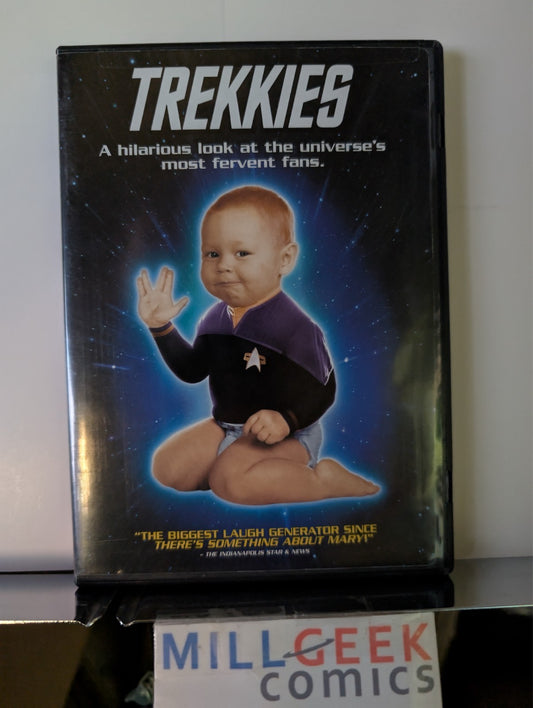 TREKKIES
A hilarious look at the universe's
most fervent fans.
"THE BIGGEST LAUGH GENERATOR SINCE
THERE'S SOMETHING ABOUT MARY!"
– THE INDIANAPOLIS STAR & NEWS
MILLGEEK
comics